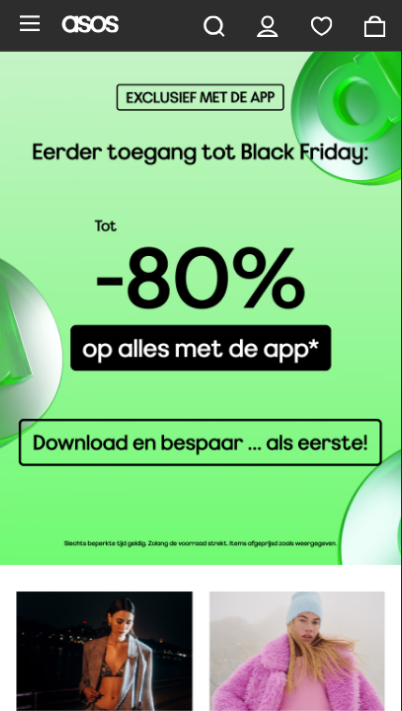 asos
EXCLUSIEF MET DE APP
Eerder toegang tot Black Friday:
Tot
-80%
op alles met de app*
Download en bespaar ... als eerste!
Slechts beperkte tijd geldig. Zolang de voorraad strekt. Items afgeprijsd zoals weergegeven.